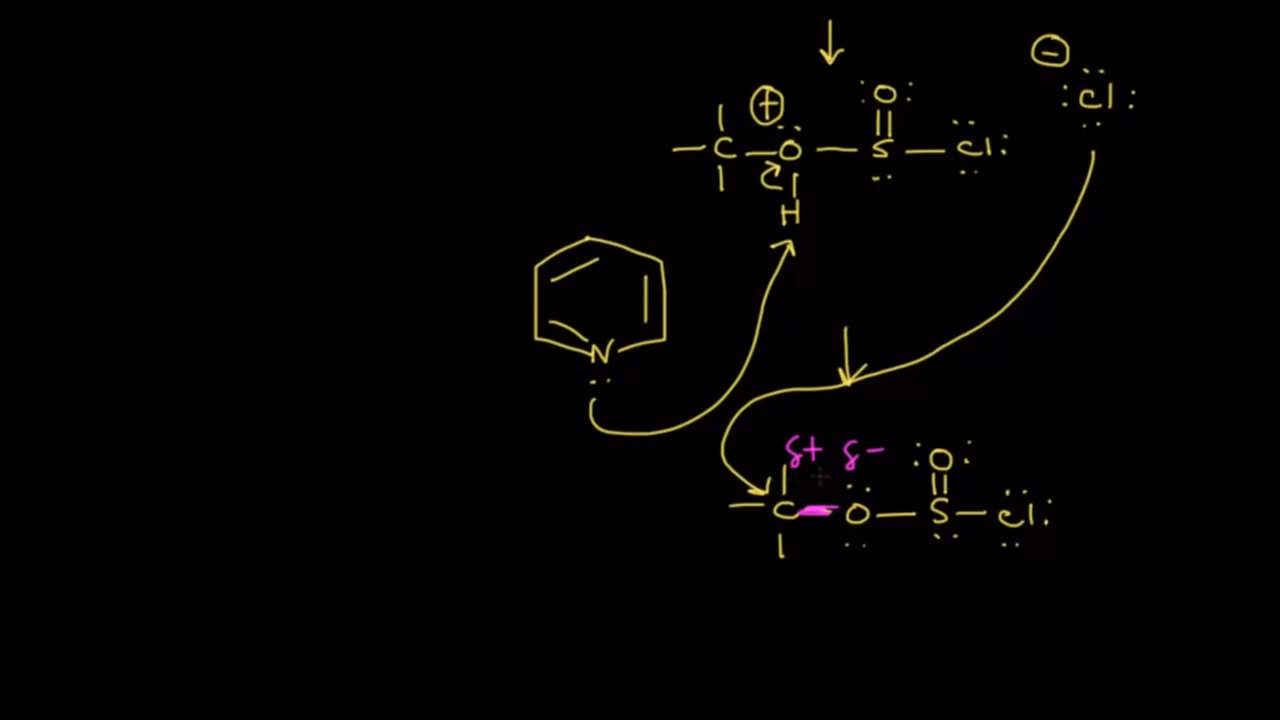 ⊖
:Cl:
⊕ :O:
C O S Cl:
H
N
δ+ δ- :O:
C O S Cl: